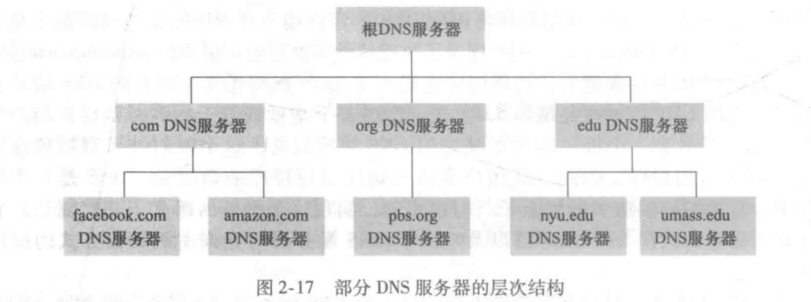 根DNS服务器
com DNS服务器
org DNS服务器
edu DNS服务器
facebook.com
DNS服务器
amazon.com
DNS服务器
pbs.org
DNS服务器
nyu.edu
DNS服务器
umass.edu
DNS服务器
图 2-17 部分 DNS 服务器的层次结构